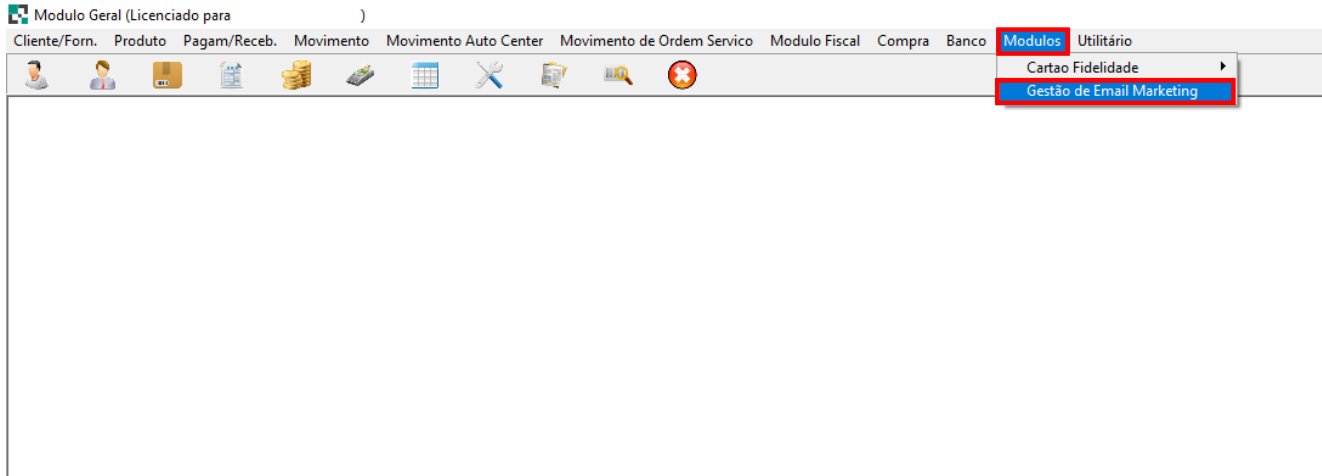 Modulo Geral (Licenciado para )
Cliente/Forn. Produto Pagam/Receb. Movimento Movimento Auto Center Movimento de Ordem Servico Modulo Fiscal Compra Banco Modulos Utilitário
Cartao Fidelidade
Gestão de Email Marketing